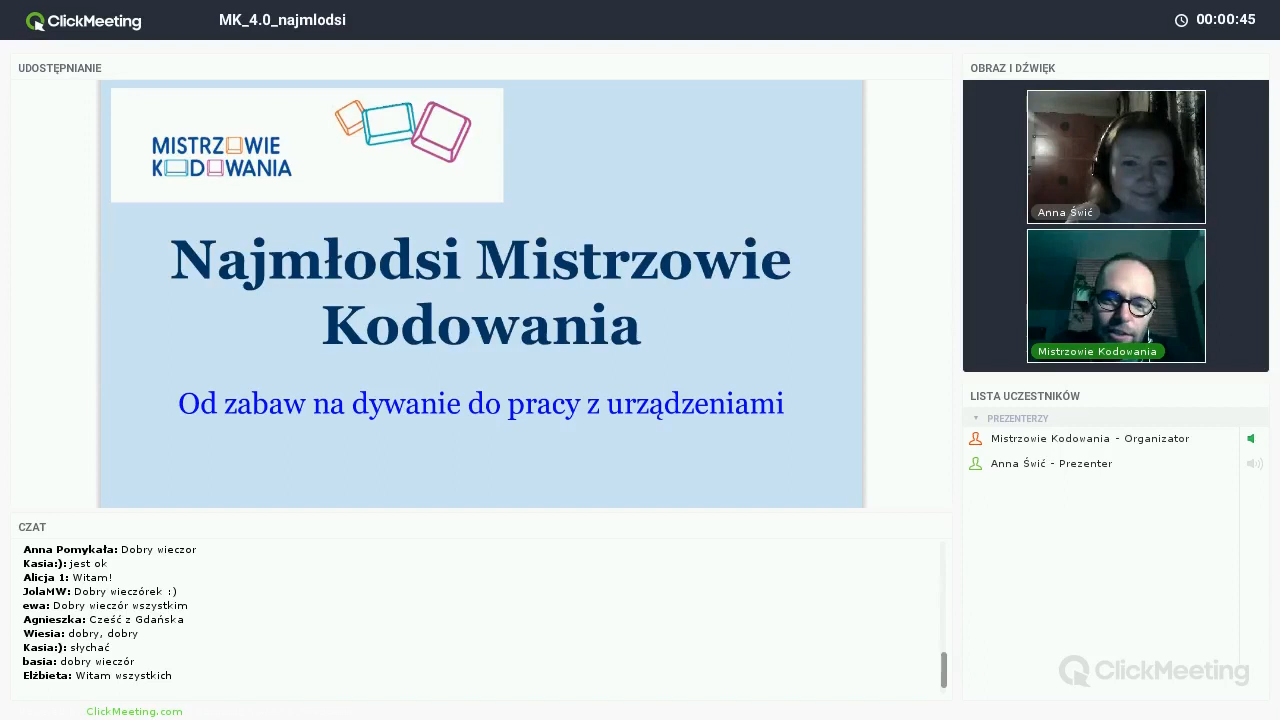 ClickMeeting
MK_4.0_najmlodsi
00:00:45
UDOSTĘPNIANIE
MISTRZOWIE
KODOWANIA
Najmłodsi Mistrzowie
Kodowania
Od zabaw na dywanie do pracy z urządzeniami
OBRAZ I DŹWIĘK
Anna Świć
Mistrzowie Kodowania
LISTA UCZESTNIKÓW
PREZENTERZY
Mistrzowie Kodowania - Organizator
Anna Świć - Prezenter
CZAT
Anna Pomykała: Dobry wieczor
Kasia:): jest ok
Alicja 1: Witam!
JolaMW: Dobry wieczórek :)
ewa: Dobry wieczór wszystkim
Agnieszka: Cześć z Gdańska
Wiesia: dobry, dobry
Kasia:): słychać
basia: dobry wieczór
Elżbieta: Witam wszystkich
ClickMeeting
ClickMeeting.com